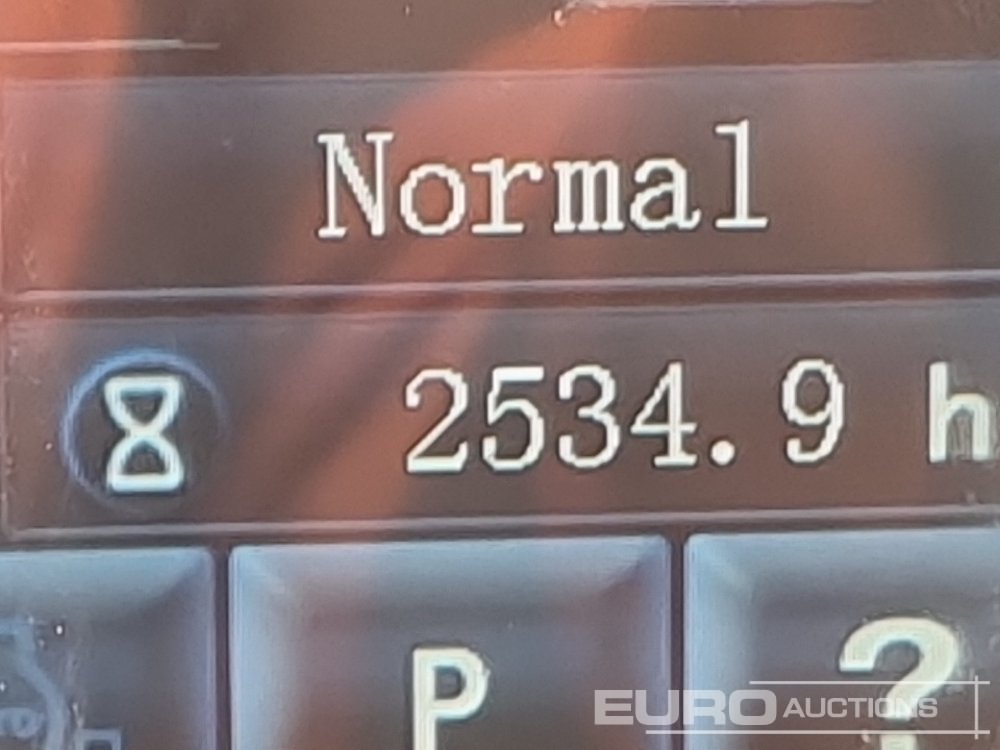 Normal
2534.9 h
P ?
EURO AUCTIONS